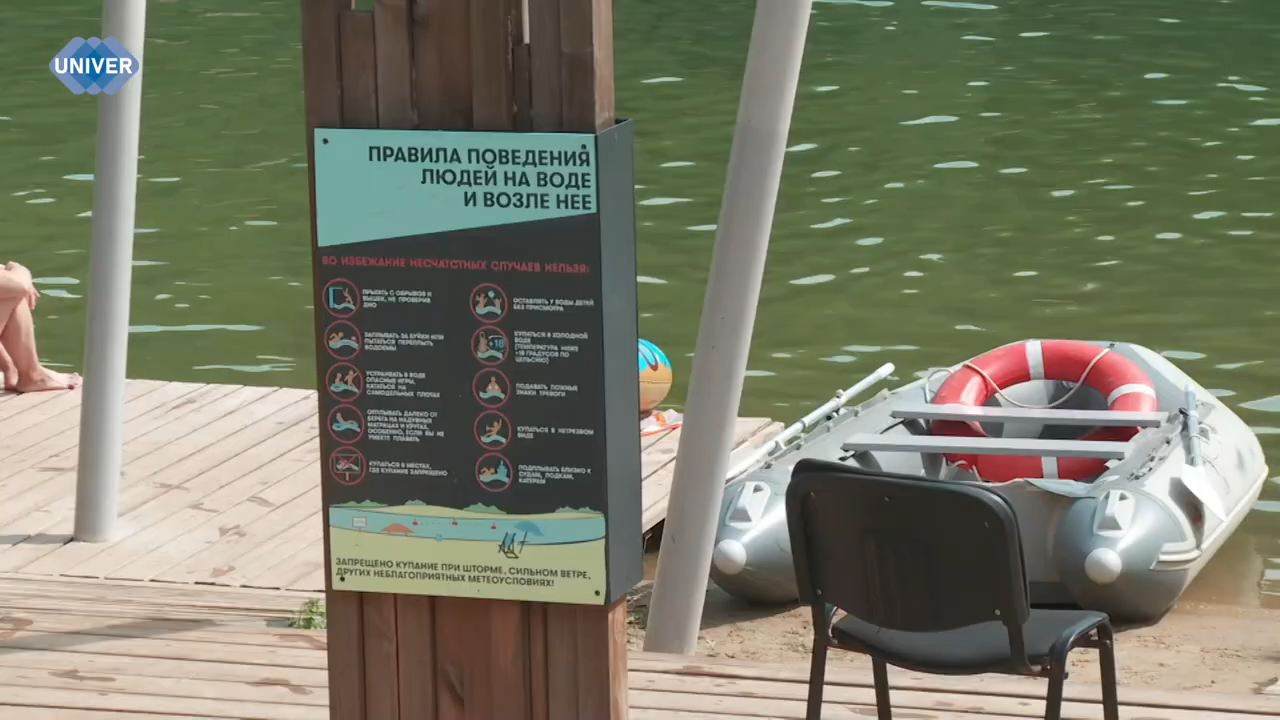 UNIVER
ПРАВИЛА ПОВЕДЕНИЯ
ЛЮДЕЙ НА ВОДЕ
И ВОЗЛЕ НЕЕ
ВО ИЗБЕЖАНИЕ НЕСЧАТСТНЫХ СЛУЧАЕВ НЕЛЬЗЯ:
ПРЫГАТЬ С ОБРЫВОВ И
ВЫШЕК, НЕ ПРОВЕРИВ
ДНО
ЗАПЛЫВАТЬ ЗА БУЙКИ ИЛИ
ПЫТАТЬСЯ ПЕРЕПЛЫТЬ
ВОДОЕМЫ
УСТРАИВАТЬ В ВОДЕ
ОПАСНЫЕ ИГРЫ,
КАТАТЬСЯ НА
САМОДЕЛЬНЫХ ПЛОТАХ
ОТПЛЫВАТЬ ДАЛЕКО ОТ
БЕРЕГА НА НАДУВНЫХ
МАТРАЦАХ И КРУГАХ,
ОСОБЕННО, ЕСЛИ ВЫ НЕ
УМЕЕТЕ ПЛАВАТЬ
КУПАТЬСЯ В МЕСТАХ,
ГДЕ КУПАНИЕ ЗАПРЕЩЕНО
ОСТАВЛЯТЬ У ВОДЫ ДЕТЕЙ
БЕЗ ПРИСМОТРА
+18
КУПАТЬСЯ В ХОЛОДНОЙ
ВОДЕ
(ТЕМПЕРАТУРА НИЖЕ
+18 ГРАДУСОВ ПО
ЦЕЛЬСИЮ)
ПОДАВАТЬ ЛОЖНЫЕ
ЗНАКИ ТРЕВОГИ
КУПАТЬСЯ В НЕТРЕЗВОМ
ВИДЕ
ПОДПЛЫВАТЬ БЛИЗКО К
СУДАМ, ЛОДКАМ,
КАТЕРАМ
ЗАПРЕЩЕНО КУПАНИЕ ПРИ ШТОРМЕ, СИЛЬНОМ ВЕТРЕ,
ДРУГИХ НЕБЛАГОПРИЯТНЫХ МЕТЕОУСЛОВИЯХ!